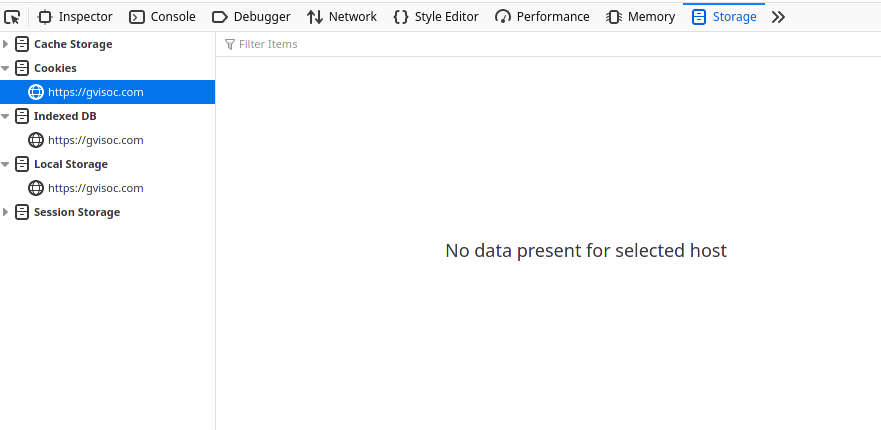 Inspector Console Debugger Network Style Editor Performance Memory Storage
Cache Storage
Filter Items
Cookies
https://gvisoc.com
Indexed DB
https://gvisoc.com
Local Storage
https://gvisoc.com
Session Storage
No data present for selected host